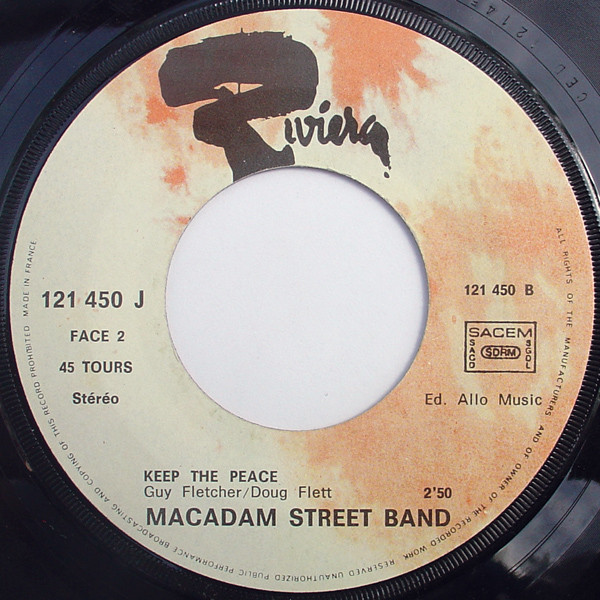 Riviera
121 450 J
FACE 2
45 TOURS
Stéréo
121 450 B
SACEM
SACD
SDRM
SGDL
Ed. Allo Music
KEEP THE PEACE
Guy Fletcher/Doug Flett 2'50
MACADAM STREET BAND
ALL RIGHTS OF THE MANUFACTURERS AND OF OWNER OF THE RECORDED WORK RESERVED UNAUTHORIZED PUBLIC PERFORMANCE BROADCASTING AND COPYING OF THIS RECORD PROHIBITED. MADE IN FRANCE